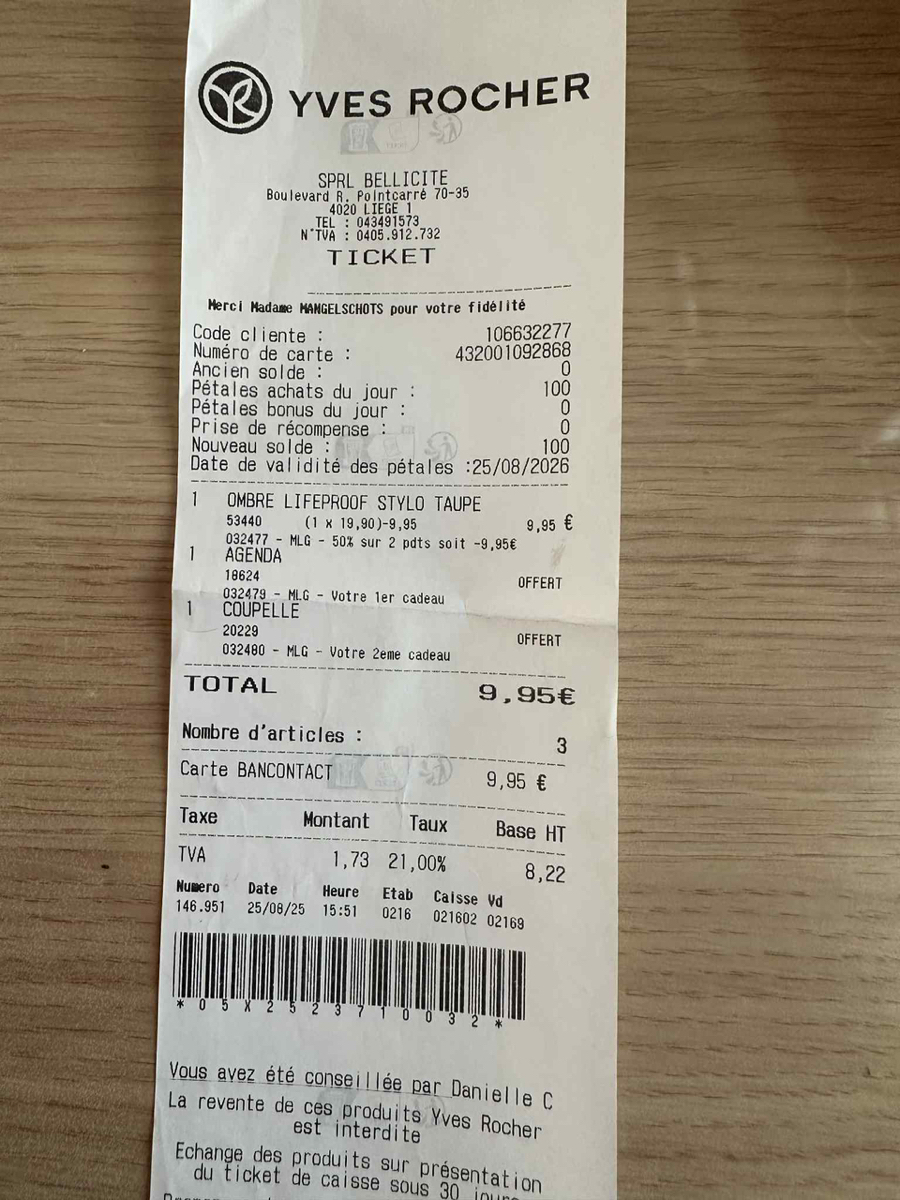 YVES ROCHER
SPRL BELLICITE
Boulevard R. Pointcarré 70-35
4020 LIEGE 1
TEL : 043491573
N°TVA : 0405.912.732
TICKET
Merci Madame MANGELSCHOTS pour votre fidélité
Code cliente : 106632277
Numéro de carte : 432001092868
Ancien solde : 0
Pétales achats du jour : 100
Pétales bonus du jour : 0
Prise de récompense : 0
Nouveau solde : 100
Date de validité des pétales :25/08/2026
1 OMBRE LIFEPROOF STYLO TAUPE
53440 (1 x 19,90)-9,95 9,95 €
032477 - MLG - 50% sur 2 pdts soit -9,95€
1 AGENDA
18624 OFFERT
032479 - MLG - Votre 1er cadeau
1 COUPELLE
20229 OFFERT
032480 - MLG - Votre 2eme cadeau
TOTAL 9,95€
Nombre d'articles : 3
Carte BANCONTACT 9,95 €
Taxe Montant Taux Base HT
TVA 1,73 21,00% 8,22
Numero Date Heure Etab Caisse Vd
146.951 25/08/25 15:51 0216 021602 02169
*05X2523710032*
Vous avez été conseillée par Danielle C
La revente de ces produits Yves Rocher
est interdite
Echange des produits sur présentation
du ticket de caisse sous 30 jours